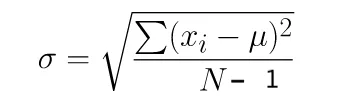 σ = √(∑(xᵢ − μ)² / (N − 1))